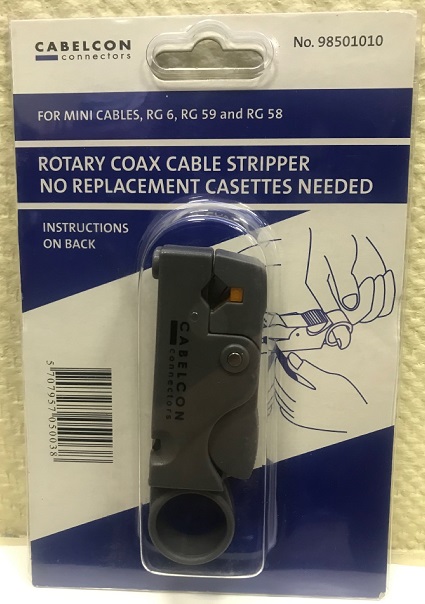 CABELCON
connectors
No. 98501010
FOR MINI CABLES, RG 6, RG 59 and RG 58
ROTARY COAX CABLE STRIPPER
NO REPLACEMENT CASETTES NEEDED
INSTRUCTIONS
ON BACK
CABELCON
connectors
5 707957 050038